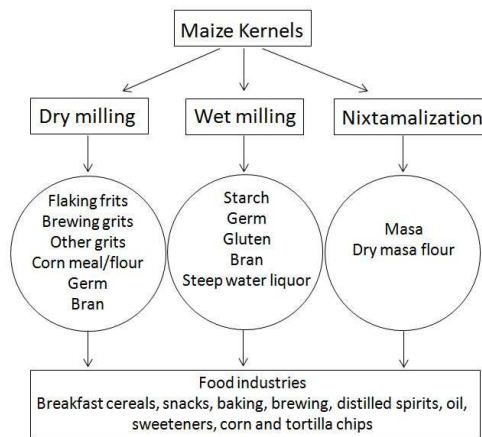 Maize Kernels
Dry milling
Wet milling
Nixtamalization
Flaking frits
Brewing grits
Other grits
Corn meal/flour
Germ
Bran
Starch
Germ
Gluten
Bran
Steep water liquor
Masa
Dry masa flour
Food industries
Breakfast cereals, snacks, baking, brewing, distilled spirits, oil,
sweeteners, corn and tortilla chips